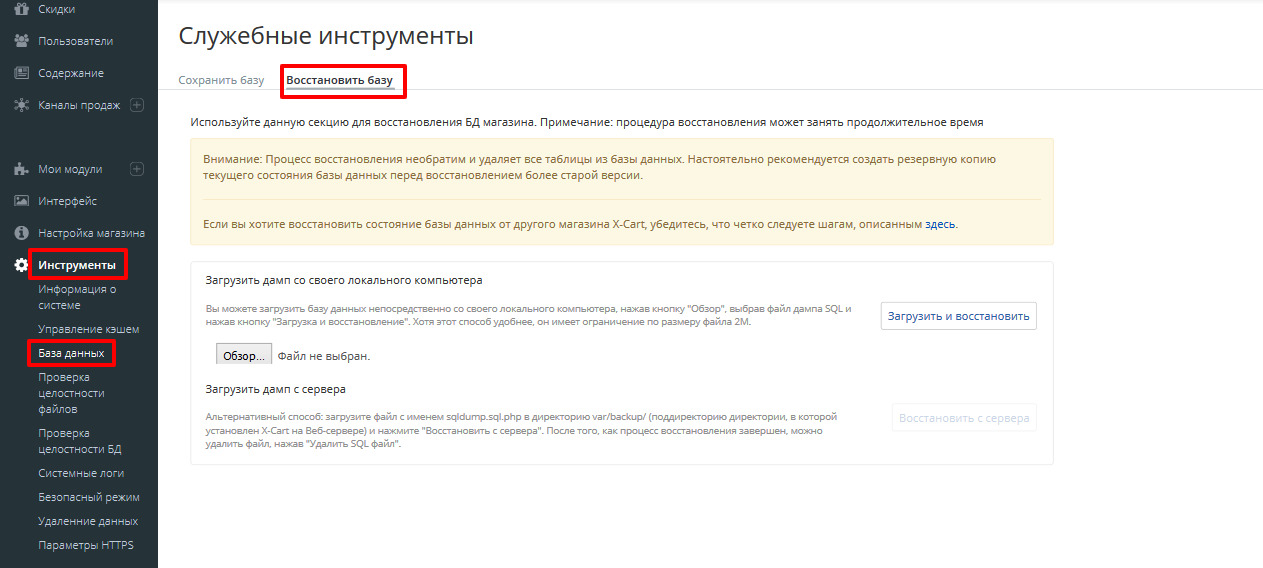 Скидки
Пользователи
Содержание
Каналы продаж
Мои модули
Интерфейс
Настройка магазина
Инструменты
Информация о
системе
Управление кэшем
База данных
Проверка
целостности
файлов
Проверка
целостности БД
Системные логи
Безопасный режим
Удаленние данных
Параметры HTTPS
Служебные инструменты
Сохранить базу Восстановить базу
Используйте данную секцию для восстановления БД магазина. Примечание: процедура восстановления может занять продолжительное время
Внимание: Процесс восстановления необратим и удаляет все таблицы из базы данных. Настоятельно рекомендуется создать резервную копию
текущего состояния базы данных перед восстановлением более старой версии.
Если вы хотите восстановить состояние базы данных от другого магазина X-Cart, убедитесь, что четко следуете шагам, описанным здесь.
Загрузить дамп со своего локального компьютера
Вы можете загрузить базу данных непосредственно со своего локального компьютера, нажав кнопку "Обзор", выбрав файл дампа SQL и
нажав кнопку "Загрузка и восстановление". Хотя этот способ удобнее, он имеет ограничение по размеру файла 2M.
Загрузить и восстановить
Обзор... Файл не выбран.
Загрузить дамп с сервера
Альтернативный способ: загрузите файл с именем sqldump.sql.php в директорию var/backup/ (поддиректорию директории, в которой
установлен X-Cart на Веб-сервере) и нажмите "Восстановить с сервера". После того, как процесс восстановления завершен, можно
удалить файл, нажав "Удалить SQL файл".
Восстановить с сервера